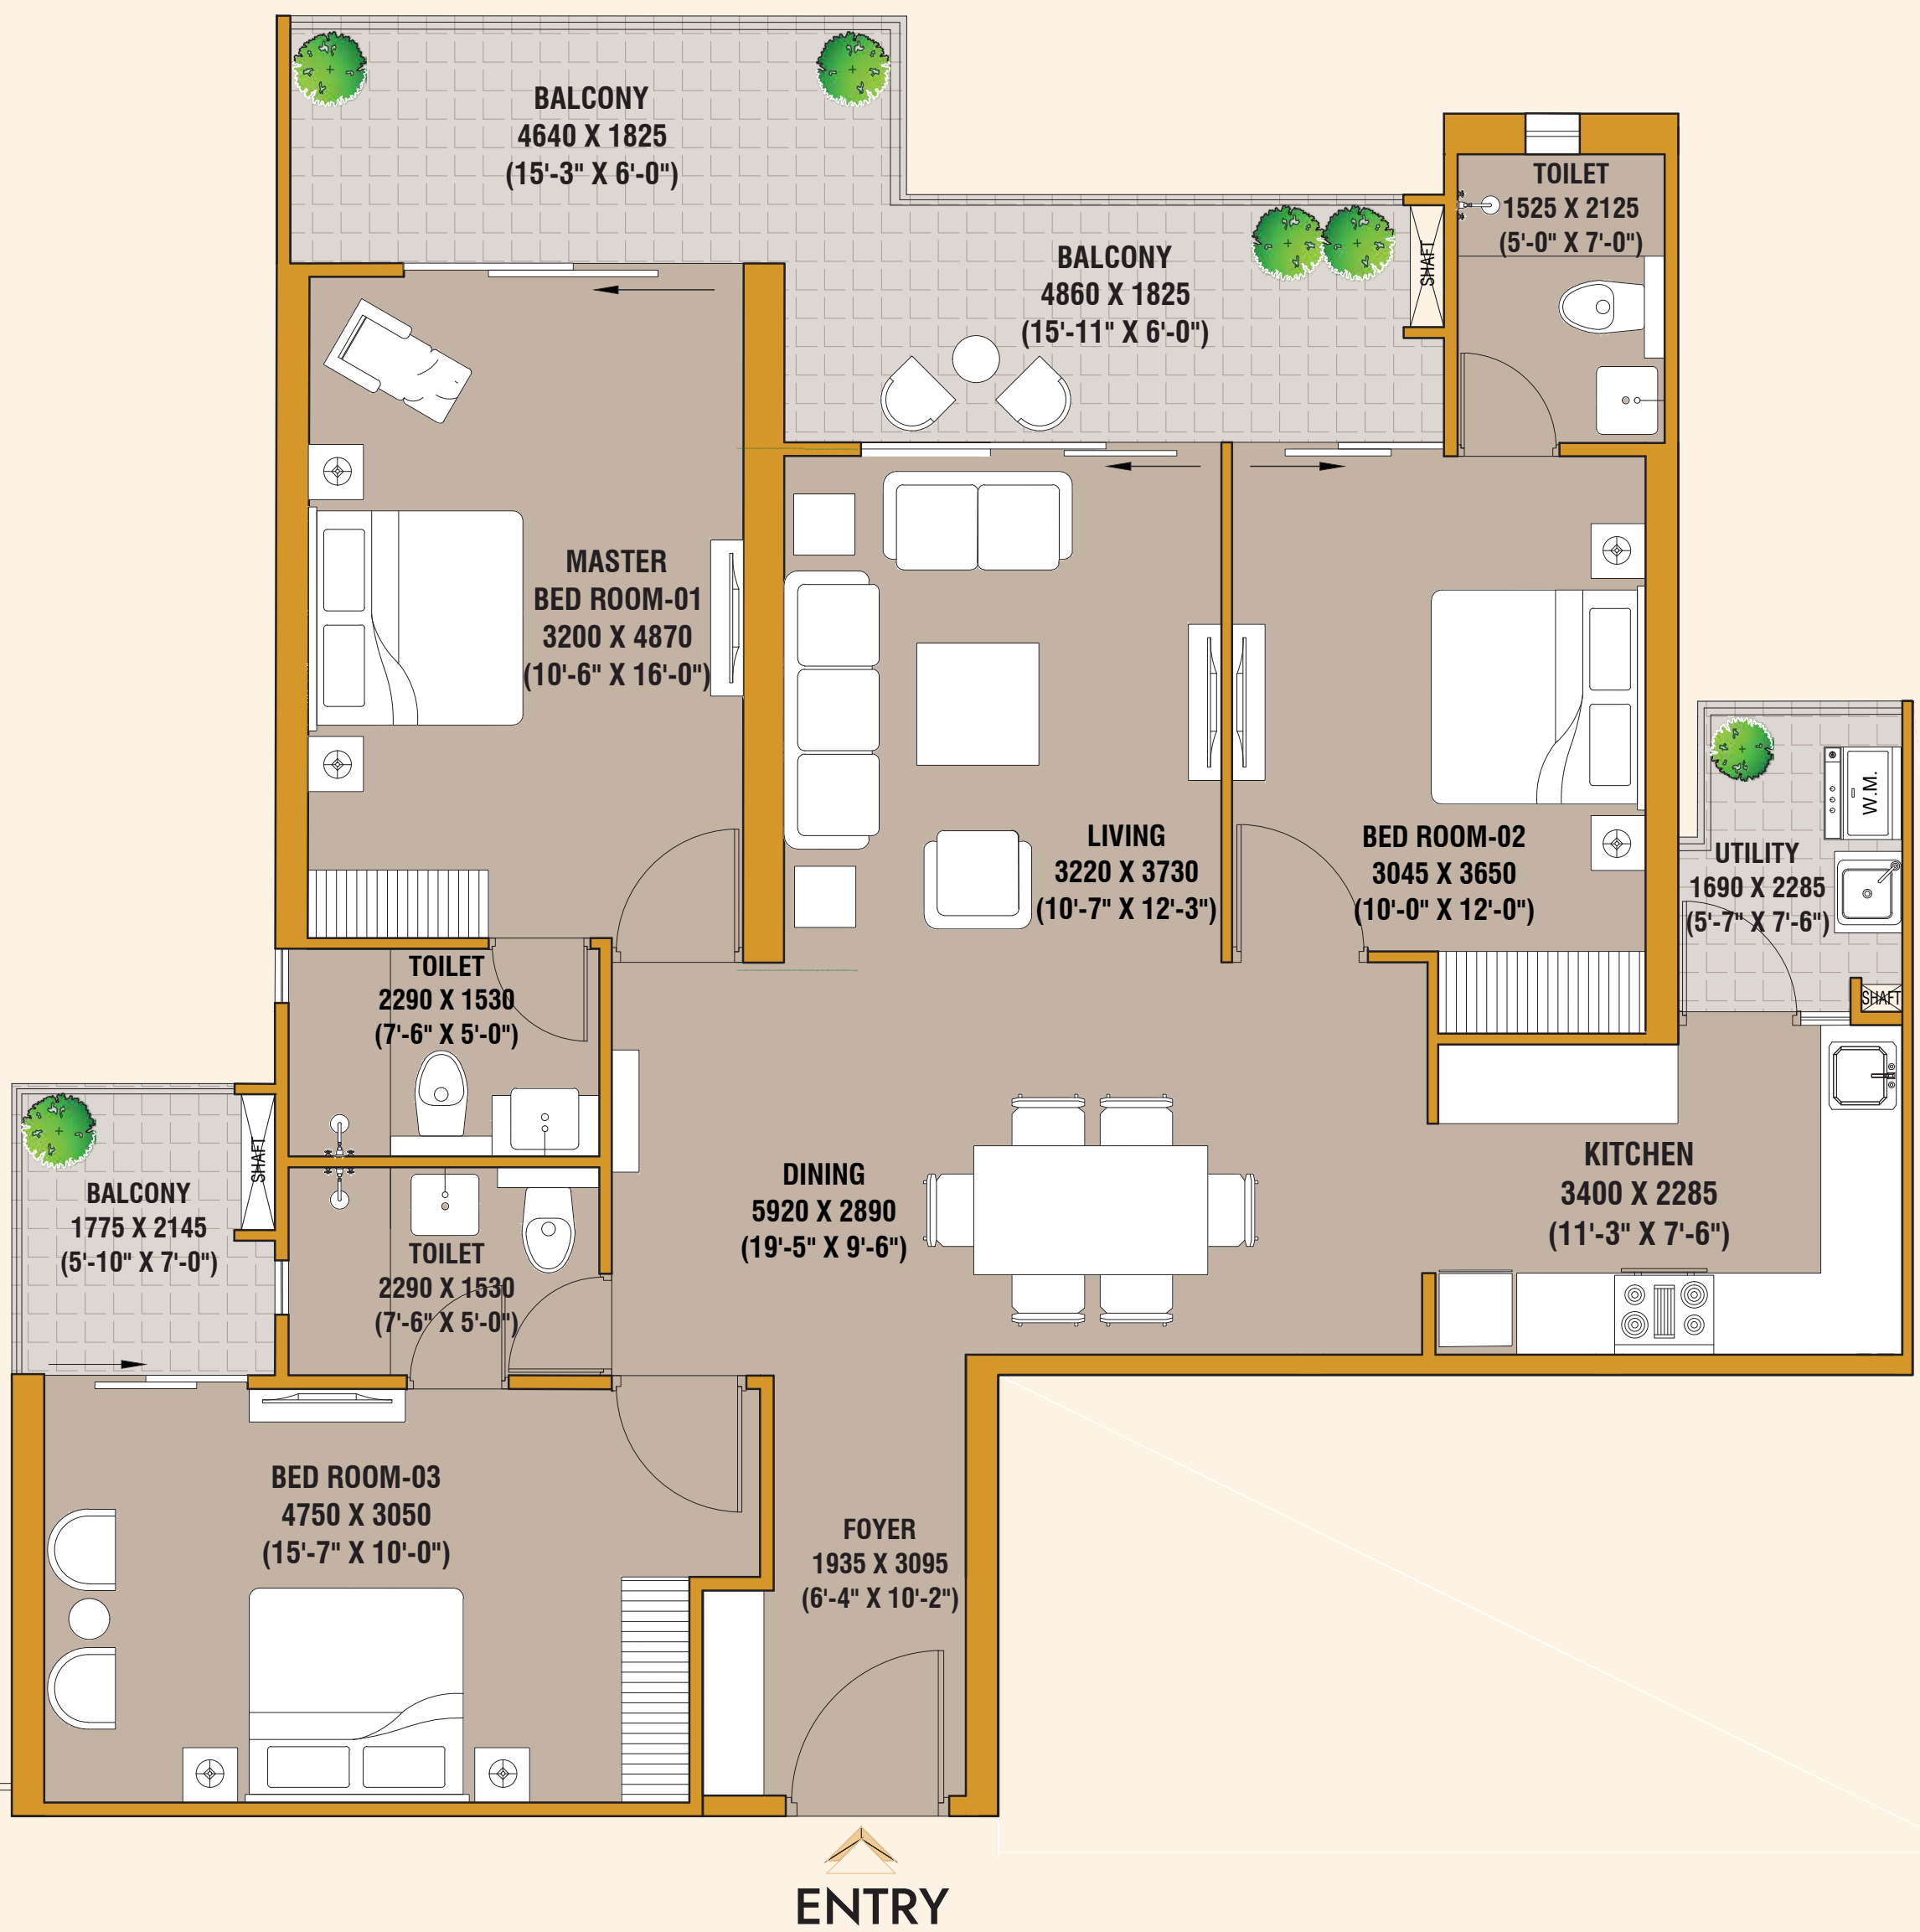 BALCONY
4640 X 1825
(15'-3" X 6'-0")
TOILET
1525 X 2125
(5'-0" X 7'-0")
SHAFT
BALCONY
4860 X 1825
(15'-11" X 6'-0")
MASTER
BED ROOM-01
3200 X 4870
(10'-6" X 16'-0")
LIVING
3220 X 3730
(10'-7" X 12'-3")
BED ROOM-02
3045 X 3650
(10'-0" X 12'-0")
W.M.
UTILITY
1690 X 2285
(5'-7" X 7'-6")
SHAFT
TOILET
2290 X 1530
(7'-6" X 5'-0")
SHAFT
BALCONY
1775 X 2145
(5'-10" X 7'-0")
TOILET
2290 X 1530
(7'-6" X 5'-0")
DINING
5920 X 2890
(19'-5" X 9'-6")
KITCHEN
3400 X 2285
(11'-3" X 7'-6")
BED ROOM-03
4750 X 3050
(15'-7" X 10'-0")
FOYER
1935 X 3095
(6'-4" X 10'-2")
ENTRY